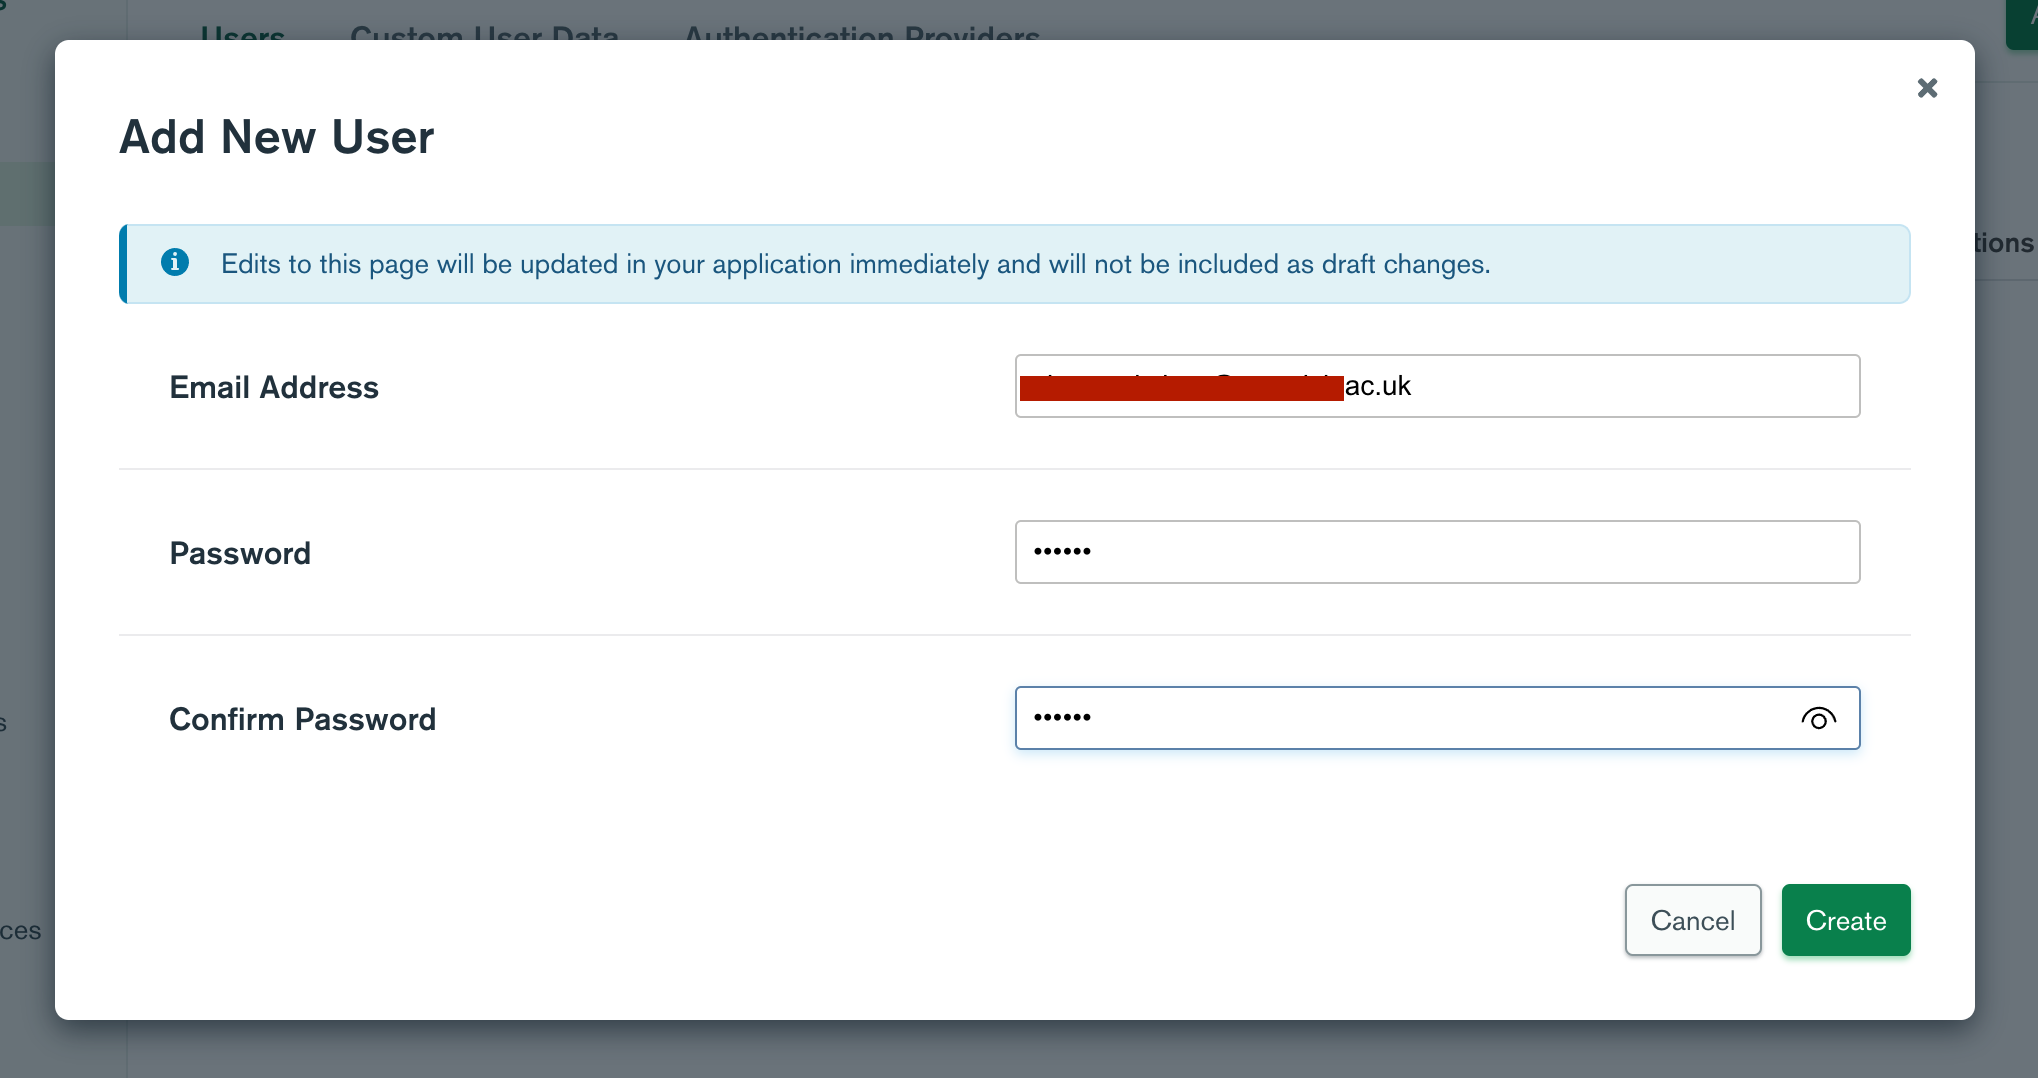 Users Custom User Data Authentication Providers
Add New User
Edits to this page will be updated in your application immediately and will not be included as draft changes.
tions
Email Address
ac.uk
Password
••••••
Confirm Password
••••••
s
ces
Cancel
Create